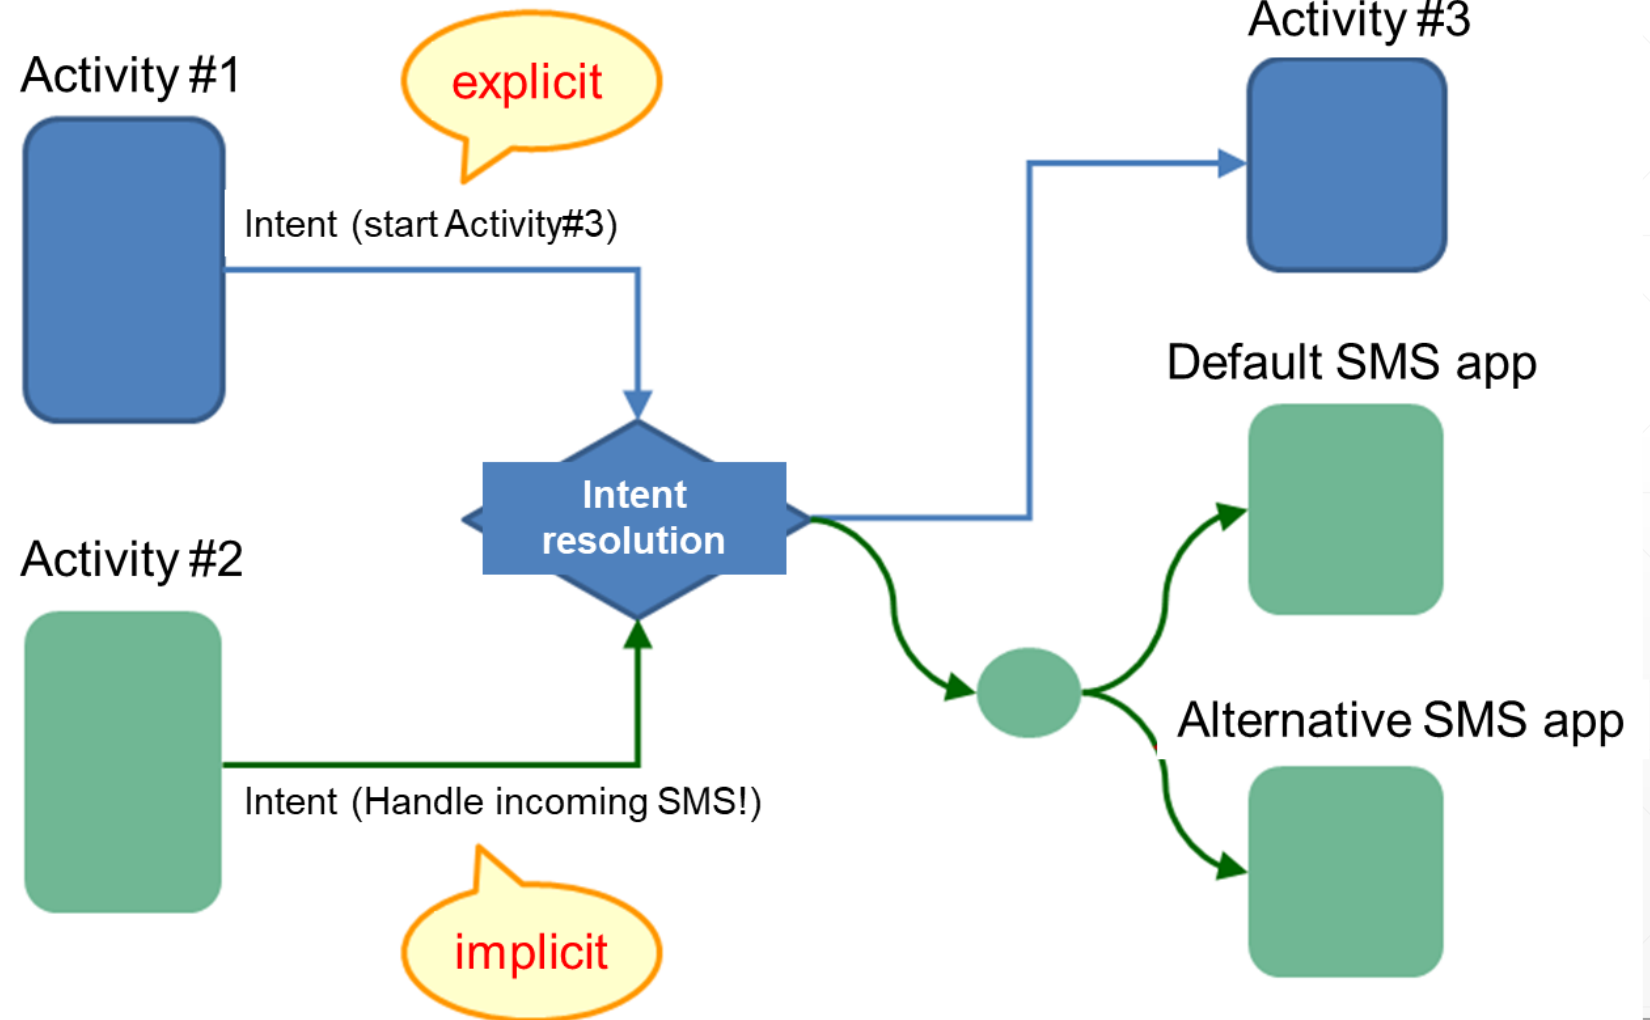 Activity #1
explicit
Activity #3
Intent (start Activity#3)
Default SMS app
Intent
resolution
Activity #2
Alternative SMS app
Intent (Handle incoming SMS!)
implicit